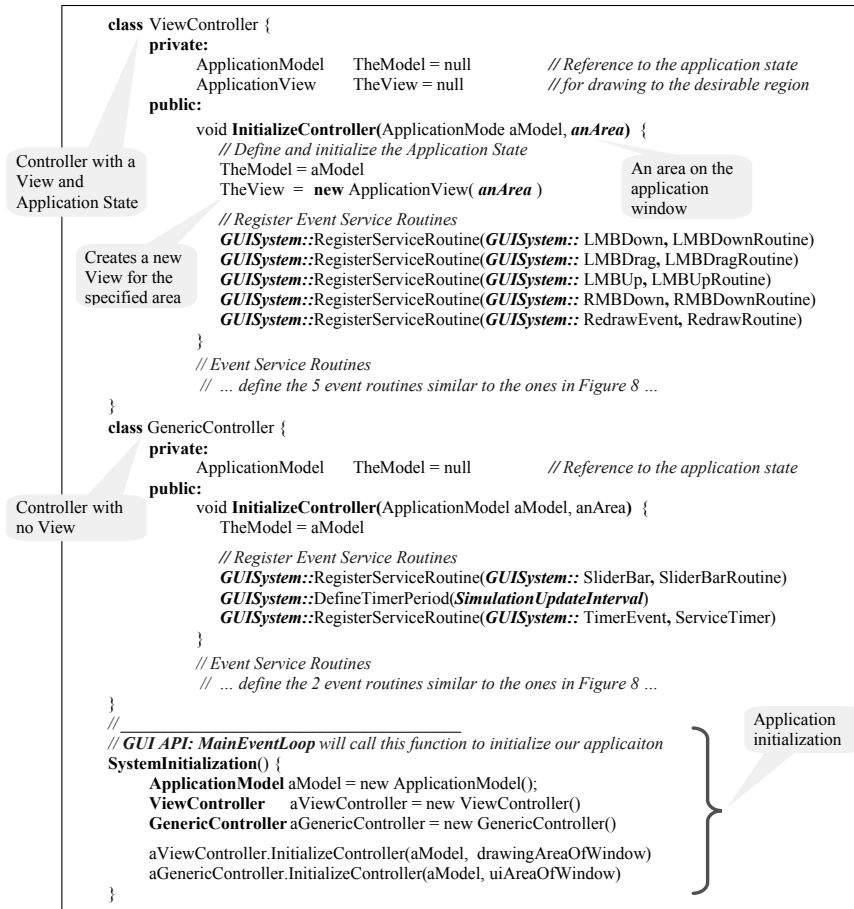 class ViewController {
private:
ApplicationModel TheModel = null // Reference to the application state
ApplicationView TheView = null // for drawing to the desirable region
public:
void InitializeController(ApplicationMode aModel, anArea) {
// Define and initialize the Application State
TheModel = aModel
TheView = new ApplicationView( anArea )
// Register Event Service Routines
GUISystem::RegisterServiceRoutine(GUISystem:: LMBDown, LMBDownRoutine)
GUISystem::RegisterServiceRoutine(GUISystem:: LMBDrag, LMBDragRoutine)
GUISystem::RegisterServiceRoutine(GUISystem:: LMBUp, LMBUpRoutine)
GUISystem::RegisterServiceRoutine(GUISystem:: RMBDown, RMBDownRoutine)
GUISystem::RegisterServiceRoutine(GUISystem:: RedrawEvent, RedrawRoutine)
}
// Event Service Routines
// … define the 5 event routines similar to the ones in Figure 8 …
}
Controller with a
View and
Application State
An area on the
application
window
Creates a new
View for the
specified area
class GenericController {
private:
ApplicationModel TheModel = null // Reference to the application state
public:
void InitializeController(ApplicationModel aModel, anArea) {
TheModel = aModel
// Register Event Service Routines
GUISystem::RegisterServiceRoutine(GUISystem:: SliderBar, SliderBarRoutine)
GUISystem::DefineTimerPeriod(SimulationUpdateInterval)
GUISystem::RegisterServiceRoutine(GUISystem:: TimerEvent, ServiceTimer)
}
// Event Service Routines
// … define the 2 event routines similar to the ones in Figure 8 …
}
Controller with
no View
//
// GUI API: MainEventLoop will call this function to initialize our applicaiton
SystemInitialization() {
ApplicationModel aModel = new ApplicationModel();
ViewController aViewController = new ViewController()
GenericController aGenericController = new GenericController()
aViewController.InitializeController(aModel, drawingAreaOfWindow)
aGenericController.InitializeController(aModel, uiAreaOfWindow)
}
Application
initialization